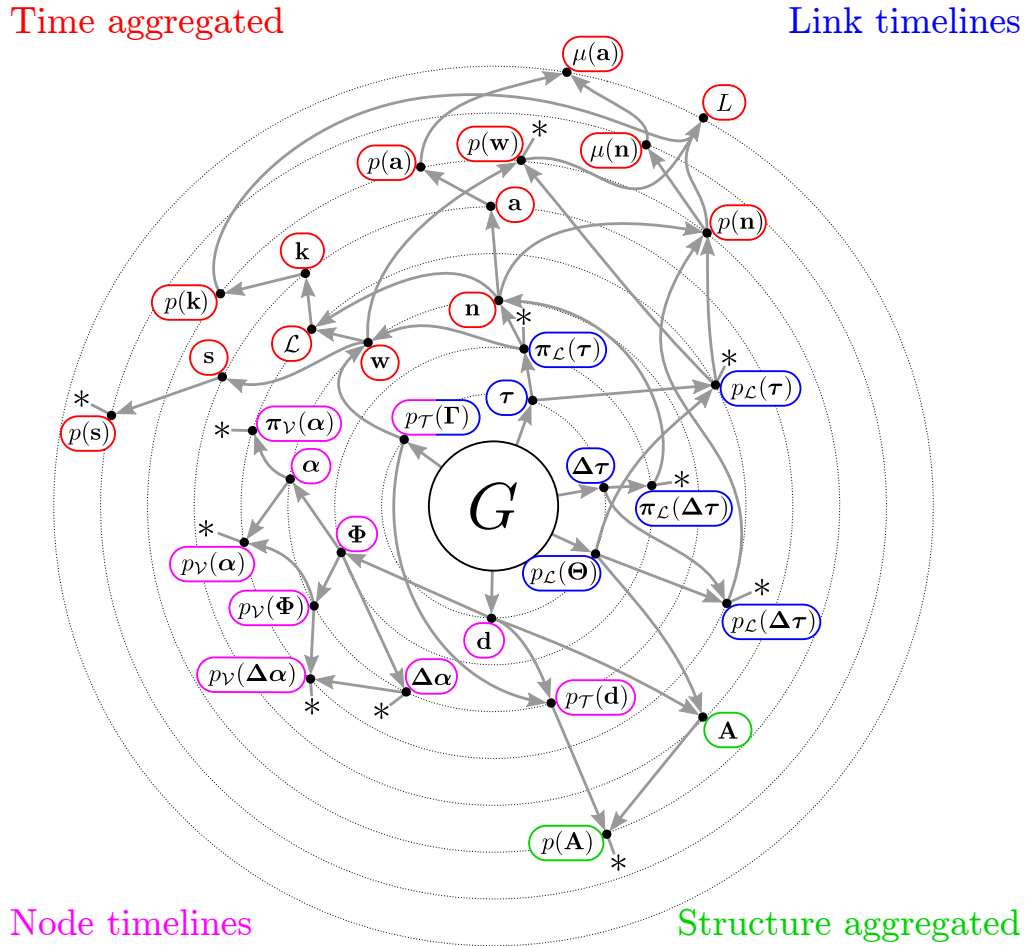 Time aggregated Link timelines
μ(𝐚)
L
*
p(𝐰) μ(𝐧)
p(𝐚)
𝐚
p(𝐧)
𝐤
p(𝐤) 𝐧
*
ℒ 𝛑_ℒ(𝛕)
𝐬 𝐰 *
p_ℒ(𝛕)
* 𝛕
p_𝒯(𝚪)
p(𝐬) * 𝛑_𝒱(𝛂)
𝛂 𝚫𝛕 *
G 𝛑_ℒ(𝚫𝛕)
* 𝚽
p_𝒱(𝛂) p_ℒ(𝚯)
*
p_𝒱(𝚽) p_ℒ(𝚫𝛕)
𝐝
p_𝒱(𝚫𝛂) 𝚫𝛂
p_𝒯(𝐝)
* *
𝐀
p(𝐀)
*
Node timelines Structure aggregated